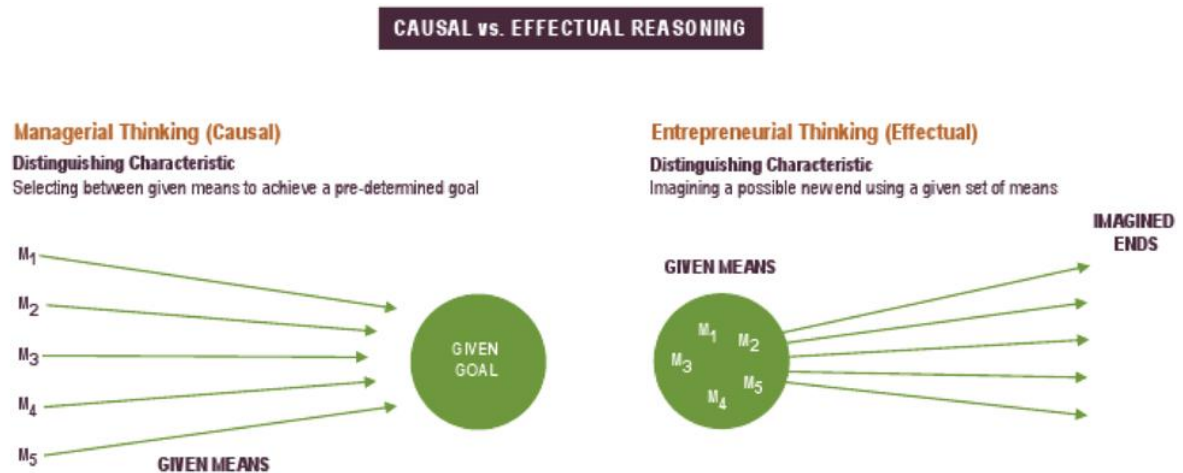 CAUSAL vs. EFFECTUAL REASONING
Managerial Thinking (Causal)
Distinguishing Characteristic
Selecting between given means to achieve a pre-determined goal
M1
M2
M3
M4
M5
GIVEN MEANS
GIVEN
GOAL
Entrepreneurial Thinking (Effectual)
Distinguishing Characteristic
Imagining a possible new end using a given set of means
GIVEN MEANS
M1
M2
M3
M5
M4
IMAGINED
ENDS